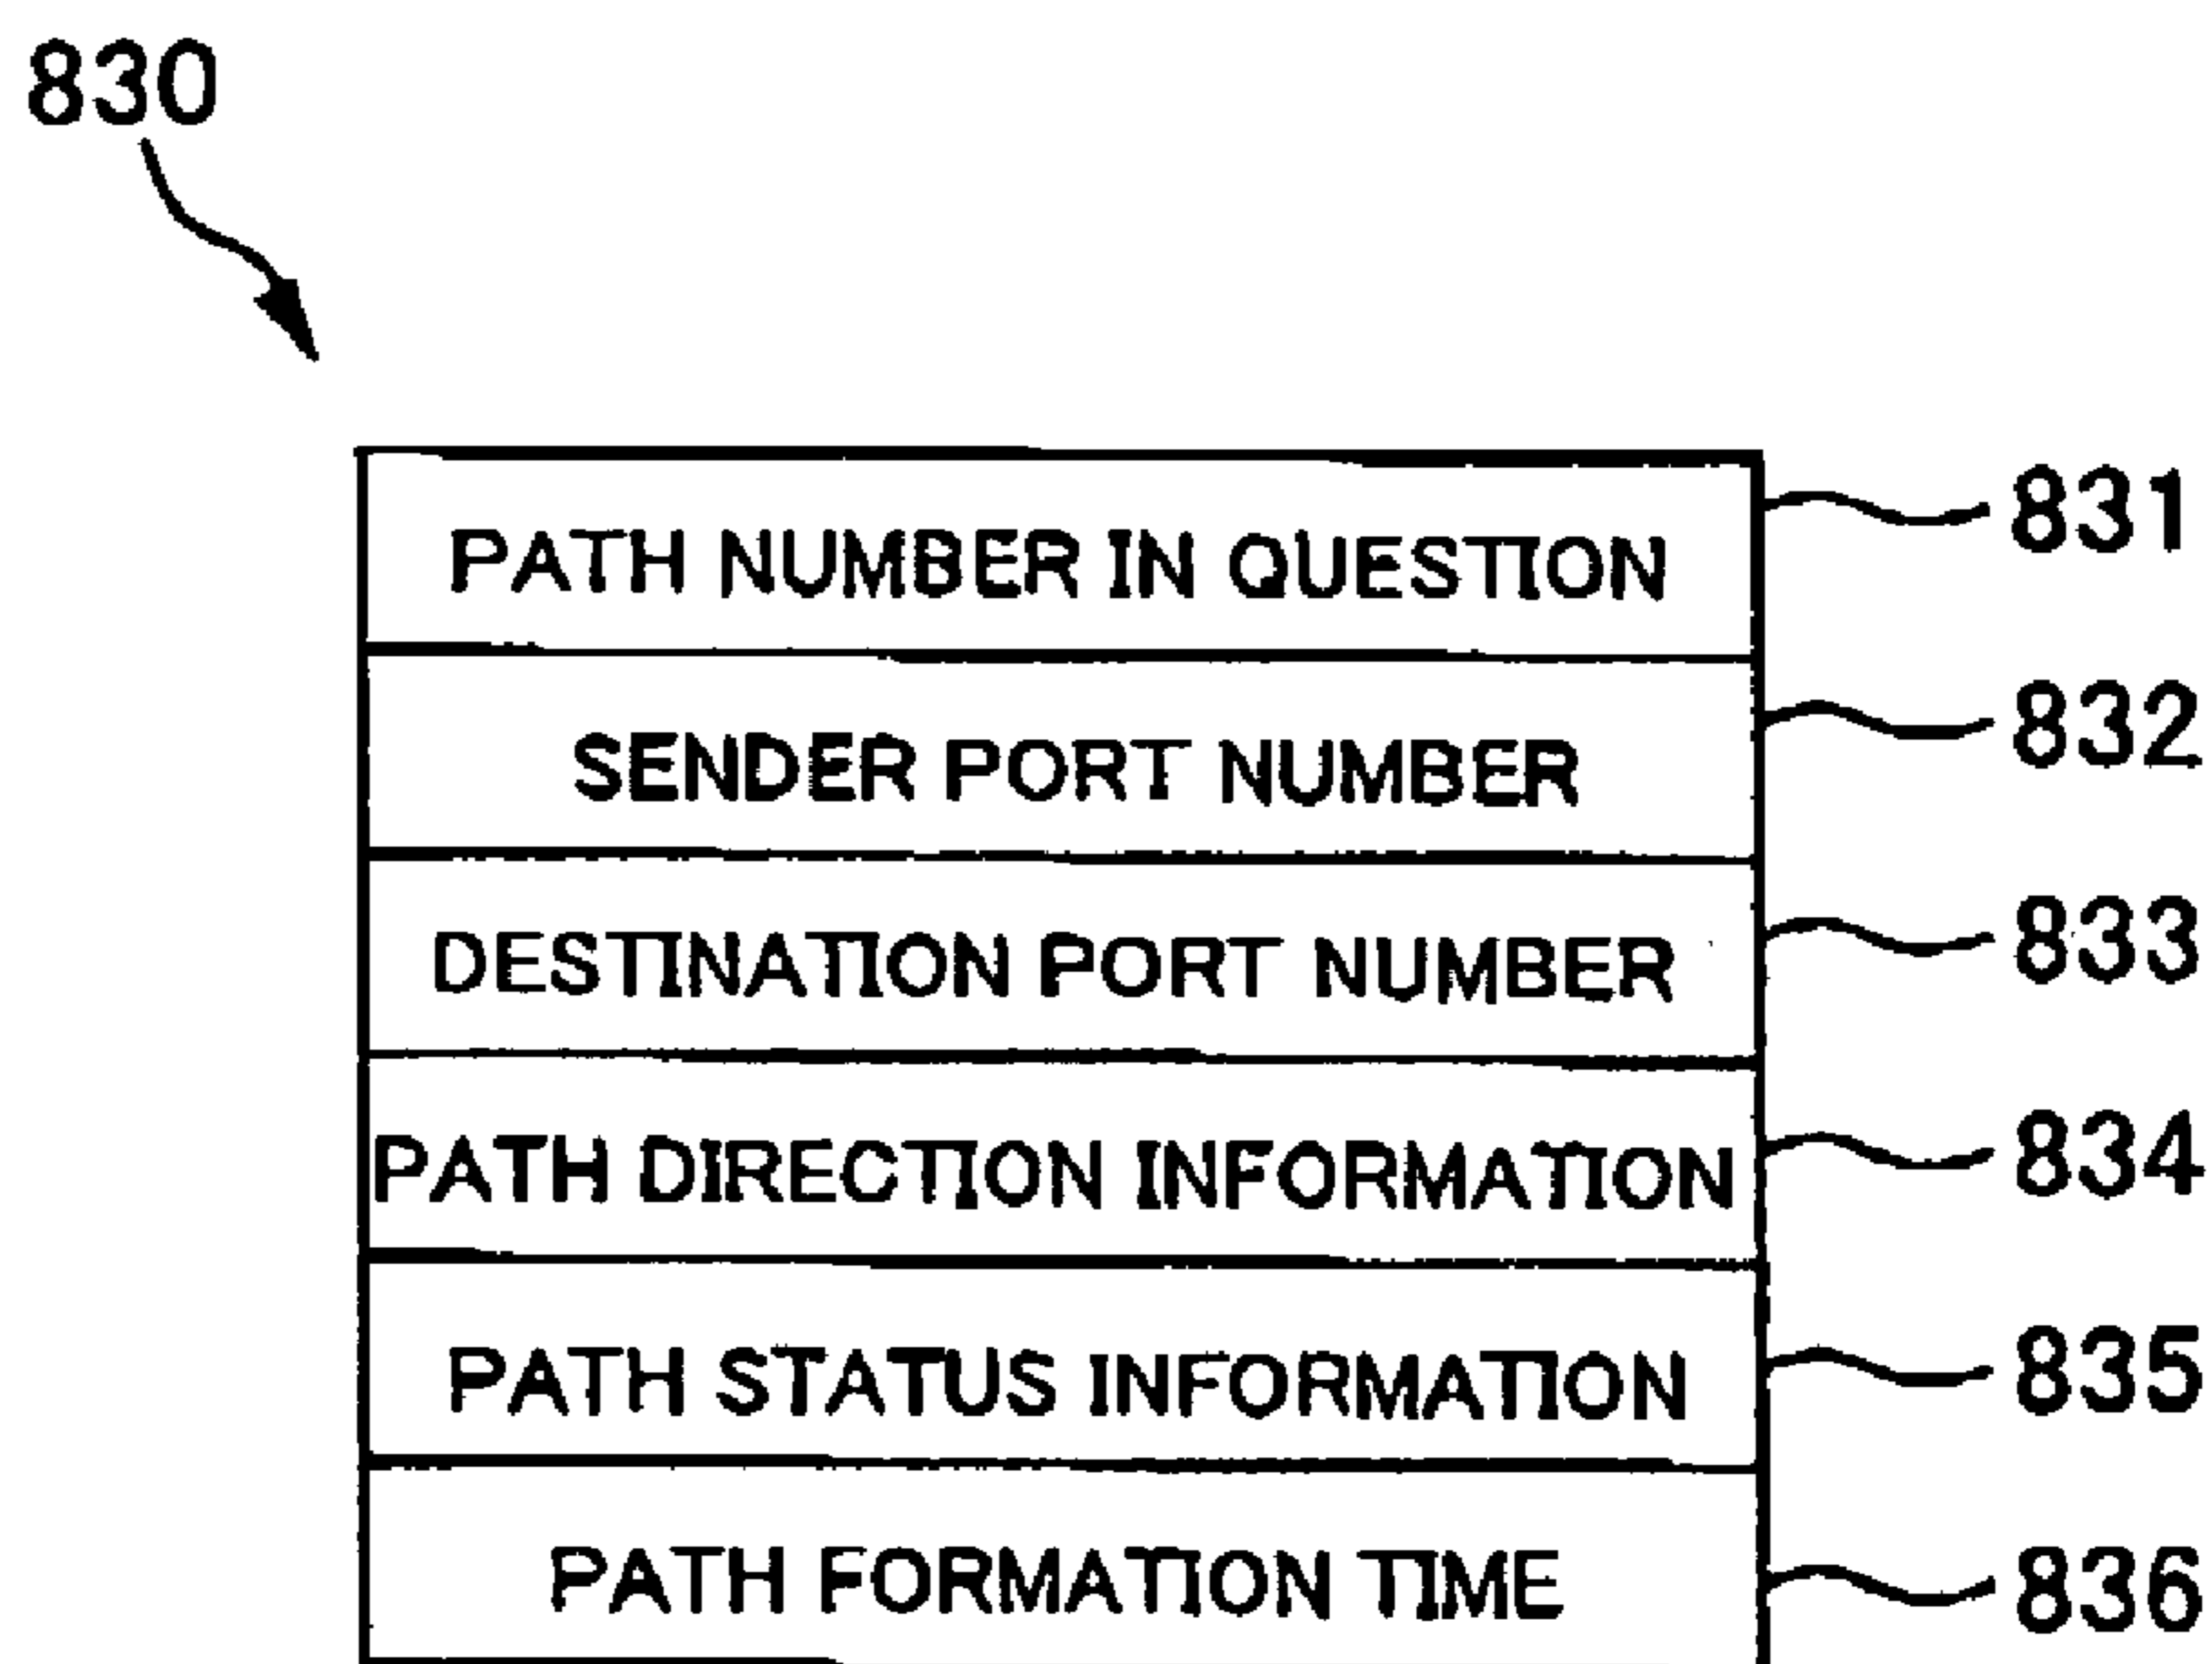 830
PATH NUMBER IN QUESTION 831
SENDER PORT NUMBER 832
DESTINATION PORT NUMBER 833
PATH DIRECTION INFORMATION 834
PATH STATUS INFORMATION 835
PATH FORMATION TIME 836